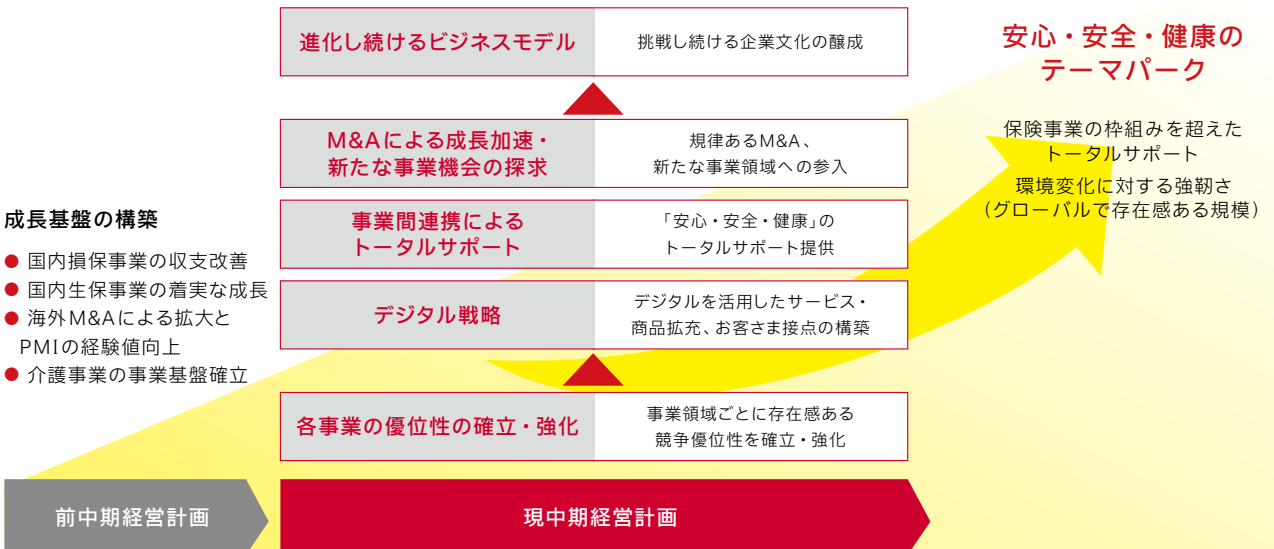 成長基盤の構築
● 国内損保事業の収支改善
● 国内生保事業の着実な成長
● 海外M&Aによる拡大と
PMIの経験値向上
● 介護事業の事業基盤確立
前中期経営計画
進化し続けるビジネスモデル
挑戦し続ける企業文化の醸成
M&Aによる成長加速・
新たな事業機会の探求
規律あるM&A、
新たな事業領域への参入
事業間連携による
トータルサポート
「安心・安全・健康」の
トータルサポート提供
デジタル戦略
デジタルを活用したサービス・
商品拡充、お客さま接点の構築
各事業の優位性の確立・強化
事業領域ごとに存在感ある
競争優位性を確立・強化
現中期経営計画
安心・安全・健康の
テーマパーク
保険事業の枠組みを超えた
トータルサポート
環境変化に対する強靭さ
（グローバルで存在感ある規模）